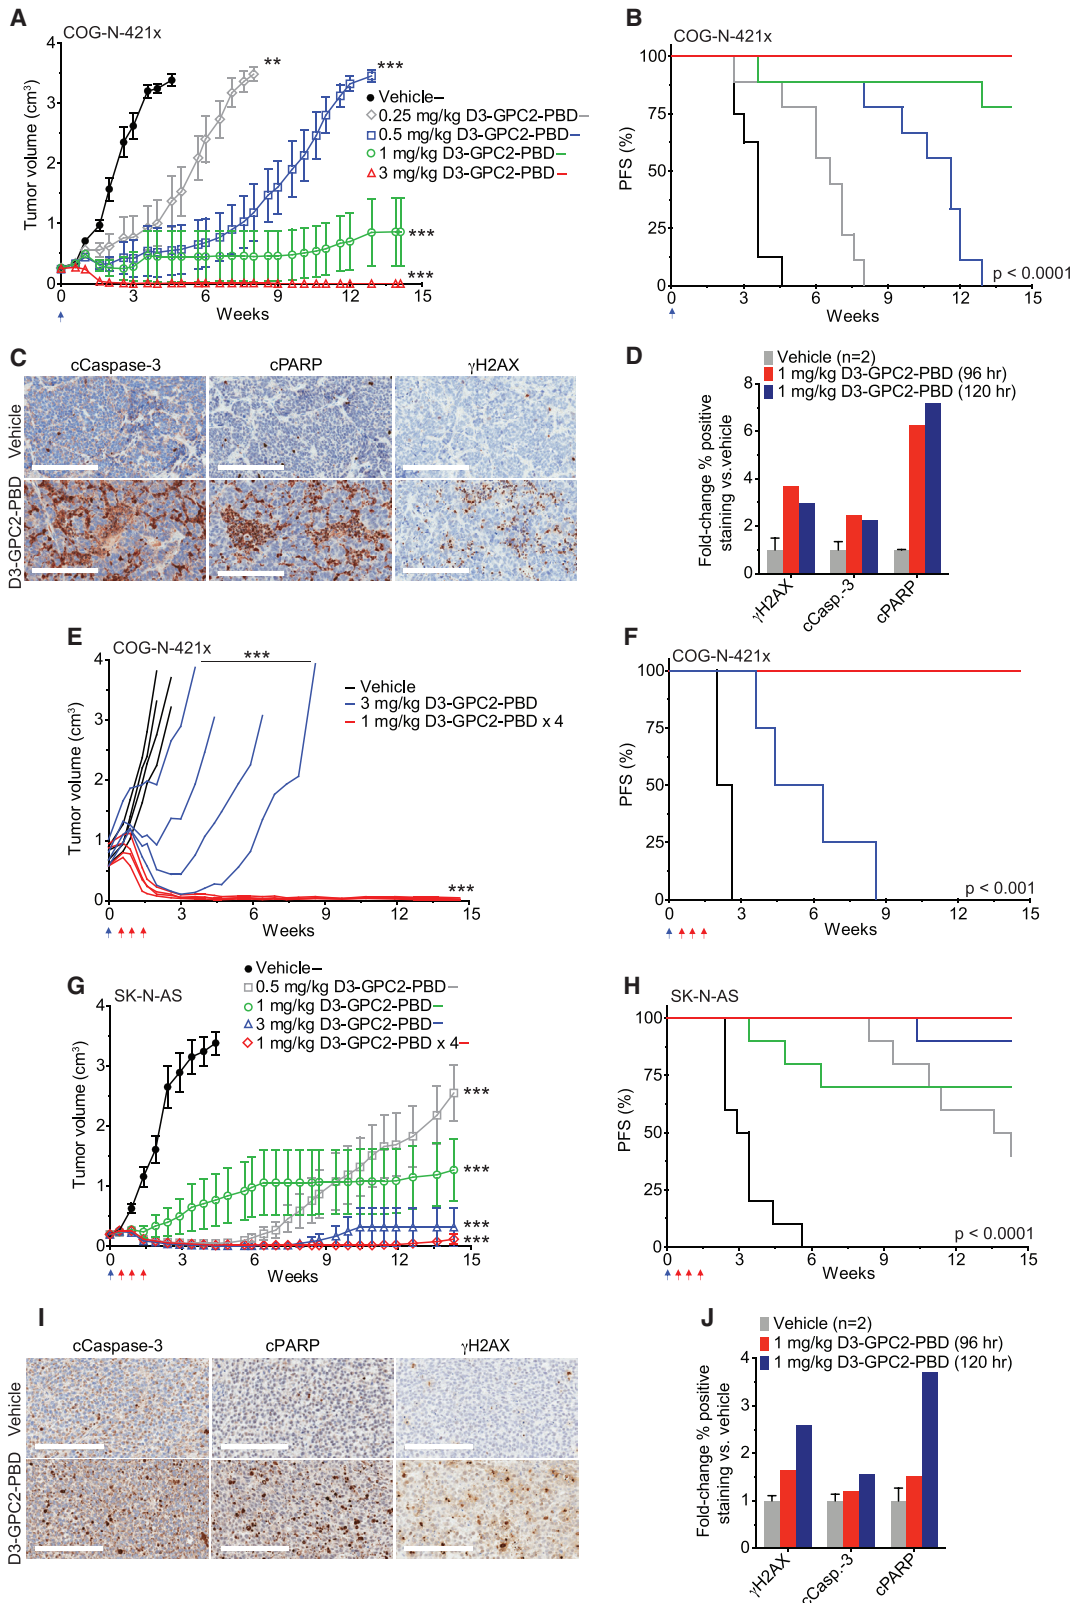 A
COG-N-421x
Tumor volume (cm³)
4
3
2
1
0
0 3 6 9 12 15
Weeks
**
***
***
***
Vehicle
0.25 mg/kg D3-GPC2-PBD
0.5 mg/kg D3-GPC2-PBD
1 mg/kg D3-GPC2-PBD
3 mg/kg D3-GPC2-PBD
B
COG-N-421x
PFS (%)
100
75
50
25
0
0 3 6 9 12 15
Weeks
p < 0.0001
C
cCaspase-3 cPARP γH2AX
Vehicle
D3-GPC2-PBD
D
Vehicle (n=2)
1 mg/kg D3-GPC2-PBD (96 hr)
1 mg/kg D3-GPC2-PBD (120 hr)
Fold-change % positive
staining vs.vehicle
8
6
4
2
0
γH2AX cCasp.-3 cPARP
E
COG-N-421x
Tumor volume (cm³)
4
3
2
1
0
0 3 6 9 12 15
Weeks
***
***
Vehicle
3 mg/kg D3-GPC2-PBD
1 mg/kg D3-GPC2-PBD x 4
F
COG-N-421x
PFS (%)
100
75
50
25
0
0 3 6 9 12 15
Weeks
p < 0.001
G
SK-N-AS
Vehicle
0.5 mg/kg D3-GPC2-PBD
1 mg/kg D3-GPC2-PBD
3 mg/kg D3-GPC2-PBD
1 mg/kg D3-GPC2-PBD x 4
Tumor volume (cm³)
4
3
2
1
0
0 3 6 9 12 15
Weeks
***
***
***
***
H
SK-N-AS
PFS (%)
100
75
50
25
0
0 3 6 9 12 15
Weeks
p < 0.0001
I
cCaspase-3 cPARP γH2AX
Vehicle
D3-GPC2-PBD
J
Vehicle (n=2)
1 mg/kg D3-GPC2-PBD (96 hr)
1 mg/kg D3-GPC2-PBD (120 hr)
Fold-change % positive
staining vs. vehicle
4
3
2
1
0
γH2AX cCasp.-3 cPARP